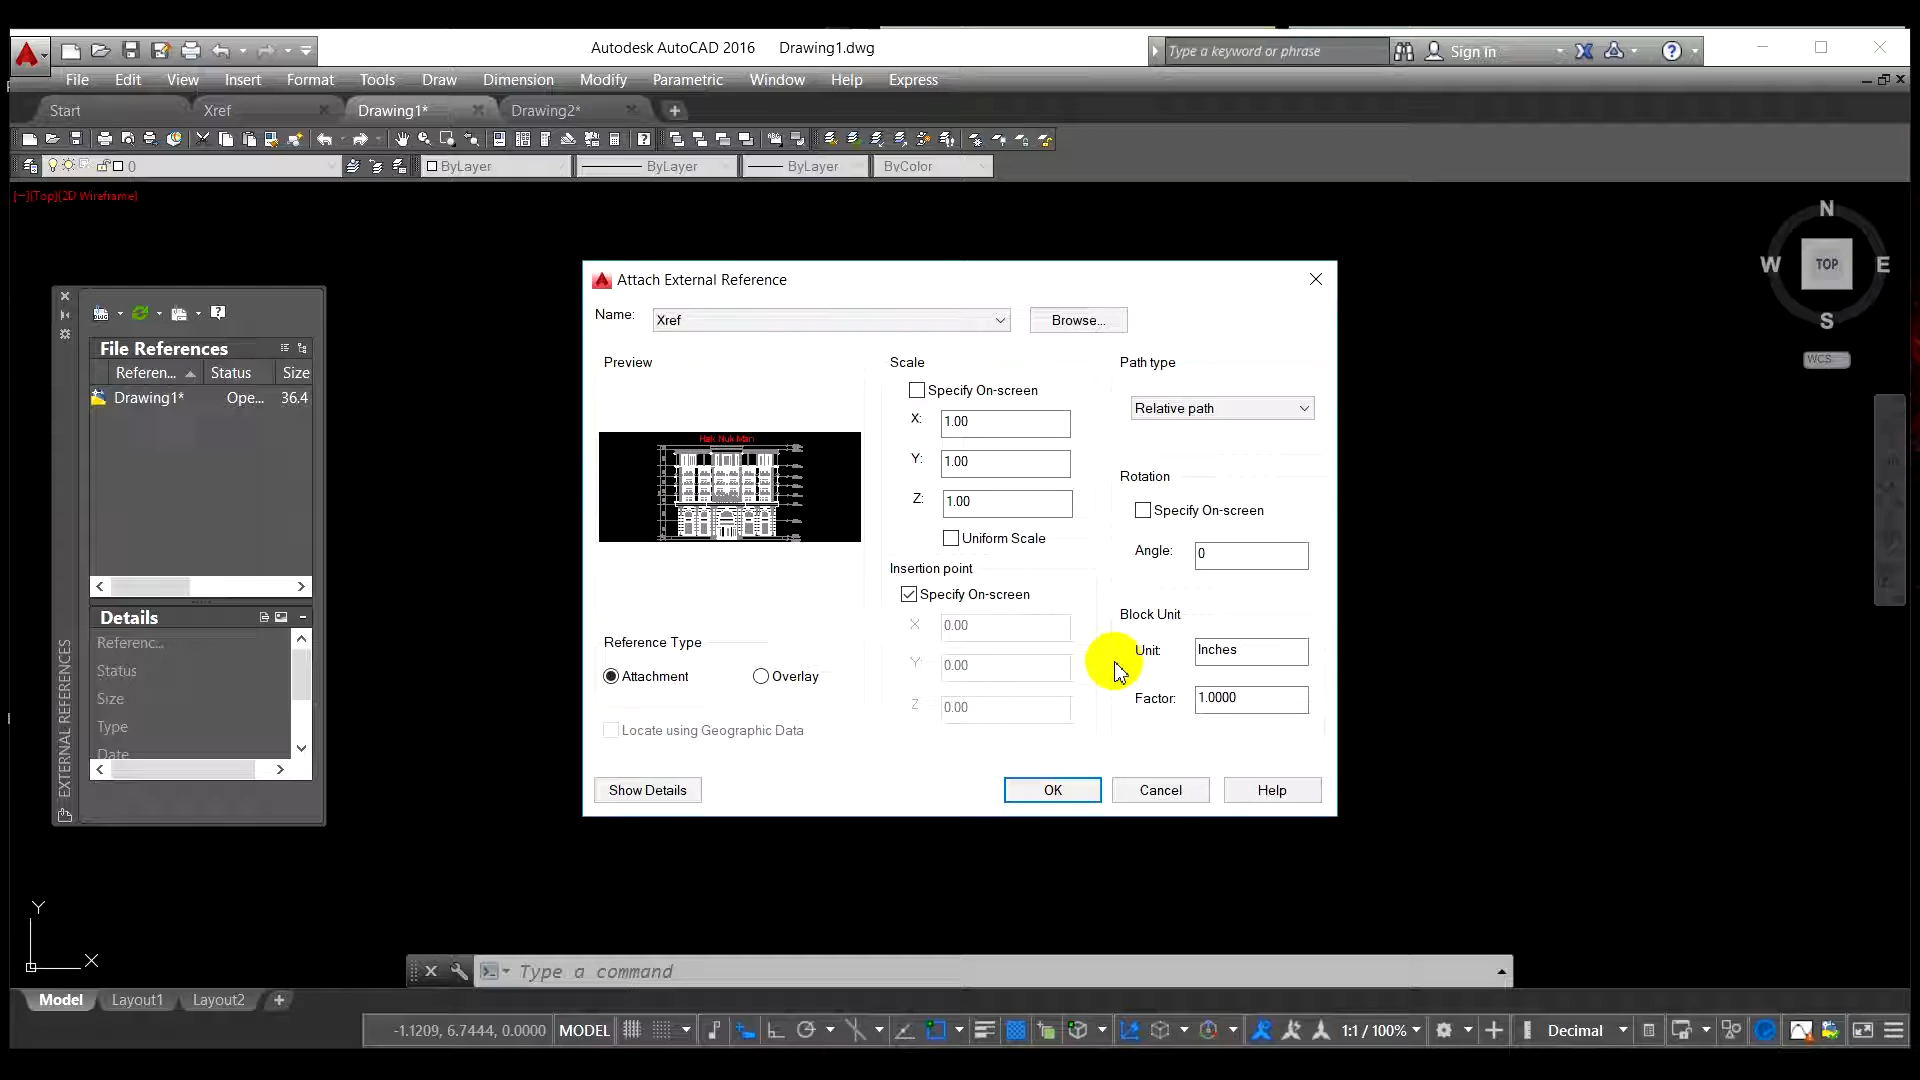 Autodesk AutoCAD 2016 Drawing1.dwg
Type a keyword or phrase
Sign In
File Edit View Insert Format Tools Draw Dimension Modify Parametric Window Help Express
Start Xref Drawing1* Drawing2*
0 ByLayer ByLayer ByLayer ByColor
[−][Top][2D Wireframe]
N
W TOP E
S
WCS
Attach External Reference
Name: Xref Browse...
Preview
Hak Nuk Man
Scale
Specify On-screen
X: 1.00
Y: 1.00
Z: 1.00
Uniform Scale
Path type
Relative path
Rotation
Specify On-screen
Angle: 0
Insertion point
Specify On-screen
X 0.00
Y 0.00
Z 0.00
Block Unit
Unit: Inches
Factor: 1.0000
Reference Type
Attachment Overlay
Locate using Geographic Data
Show Details OK Cancel Help
File References
Referen... Status Size
Drawing1* Ope... 36.4
Details
Referenc...
Status
Size
Type
Date
EXTERNAL REFERENCES
Y
X
Type a command
Model Layout1 Layout2
-1.1209, 6.7444, 0.0000 MODEL 1:1 / 100% Decimal